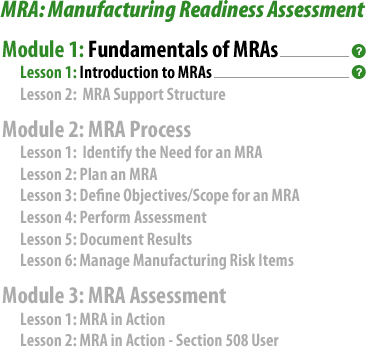 MRA: Manufacturing Readiness Assessment
Module 1: Fundamentals of MRAs ?
Lesson 1: Introduction to MRAs ?
Lesson 2: MRA Support Structure
Module 2: MRA Process
Lesson 1: Identify the Need for an MRA
Lesson 2: Plan an MRA
Lesson 3: Define Objectives/Scope for an MRA
Lesson 4: Perform Assessment
Lesson 5: Document Results
Lesson 6: Manage Manufacturing Risk Items
Module 3: MRA Assessment
Lesson 1: MRA in Action
Lesson 2: MRA in Action - Section 508 User